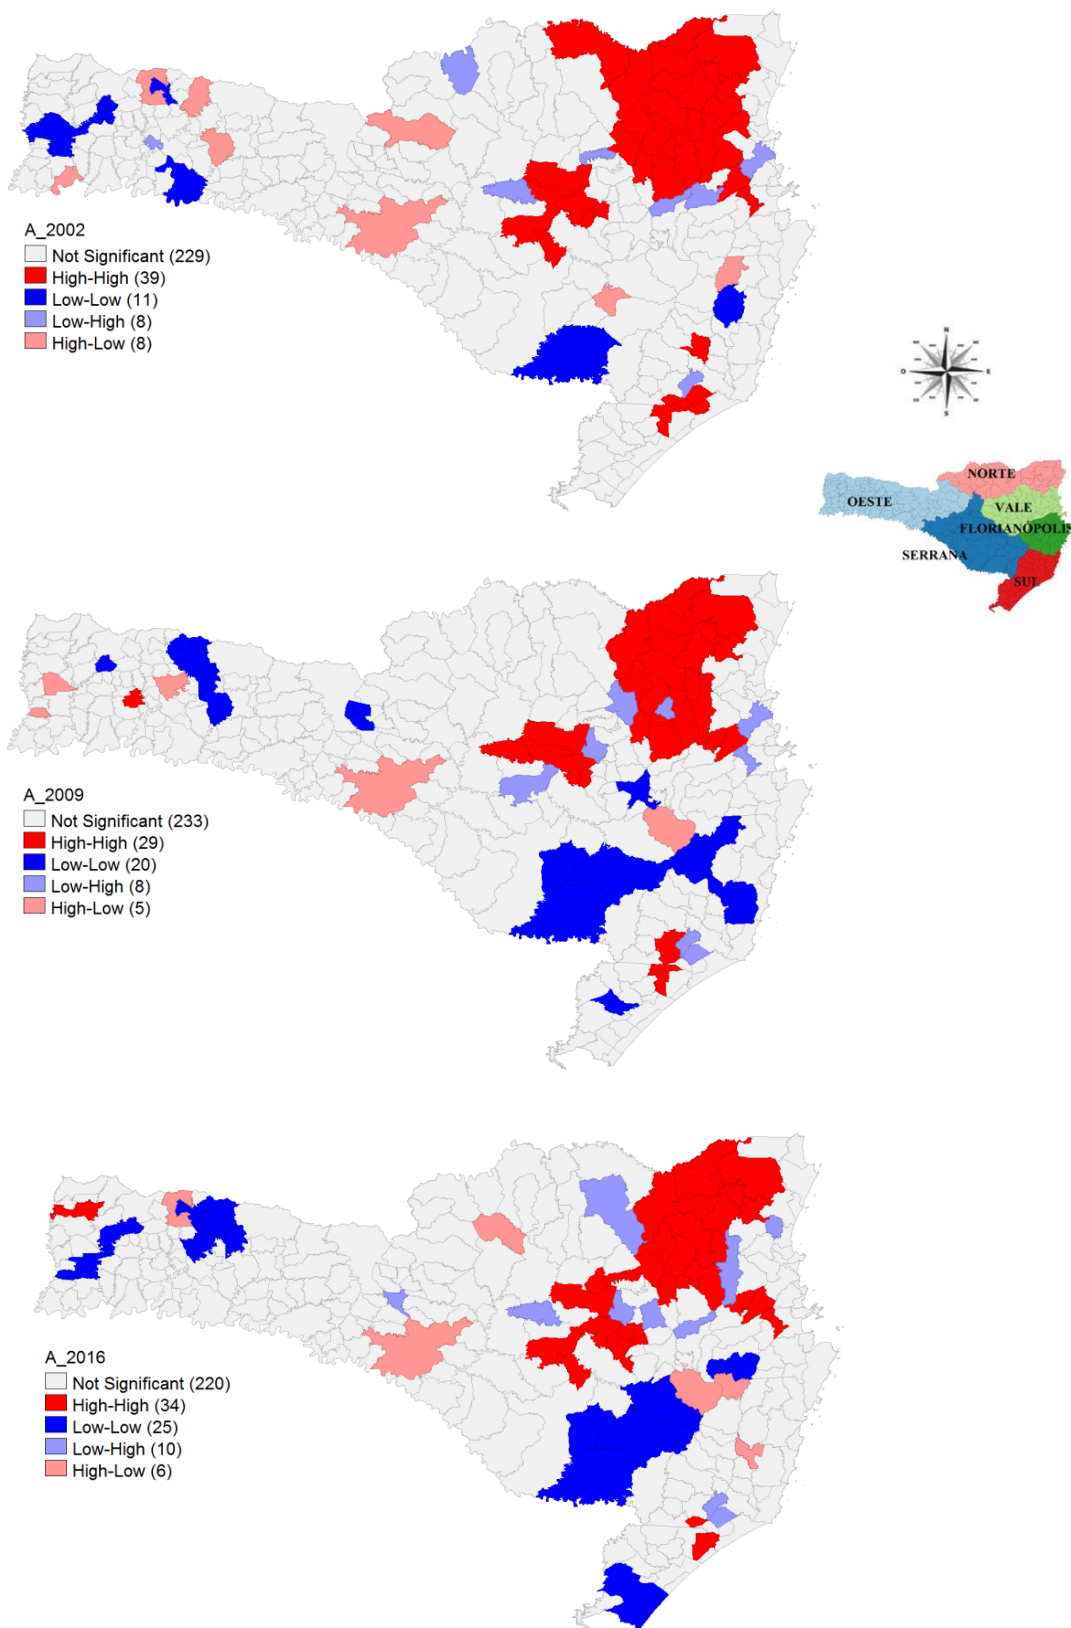 A_2002
Not Significant (229)
High-High (39)
Low-Low (11)
Low-High (8)
High-Low (8)
N
O
E
S
NORTE
OESTE
VALE
FLORIANÓPOLIS
SERRANA
SUL
A_2009
Not Significant (233)
High-High (29)
Low-Low (20)
Low-High (8)
High-Low (5)
A_2016
Not Significant (220)
High-High (34)
Low-Low (25)
Low-High (10)
High-Low (6)